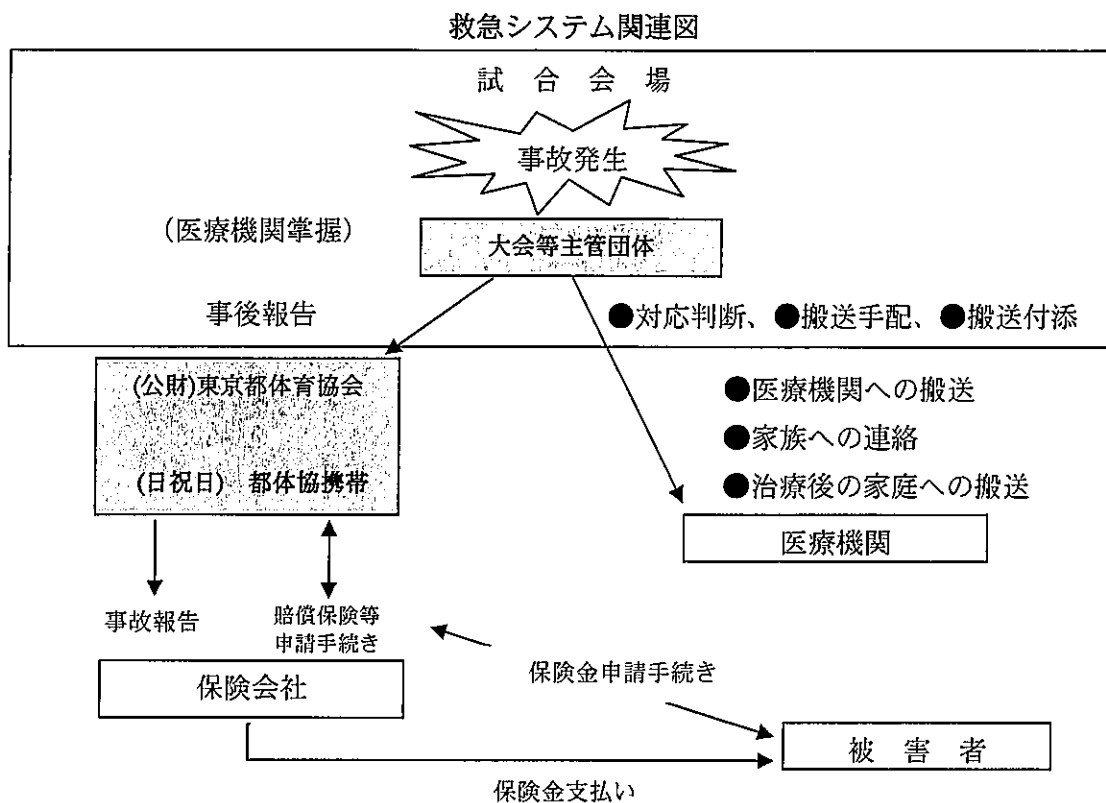 救急システム関連図
試 合 会 場
事故発生
（医療機関掌握）
大会等主管団体
事後報告
●対応判断、●搬送手配、●搬送付添
(公財)東京都体育協会
(日祝日) 都体協携帯
●医療機関への搬送
●家族への連絡
●治療後の家庭への搬送
医療機関
事故報告
賠償保険等
申請手続き
保険会社
保険金申請手続き
被 害 者
保険金支払い